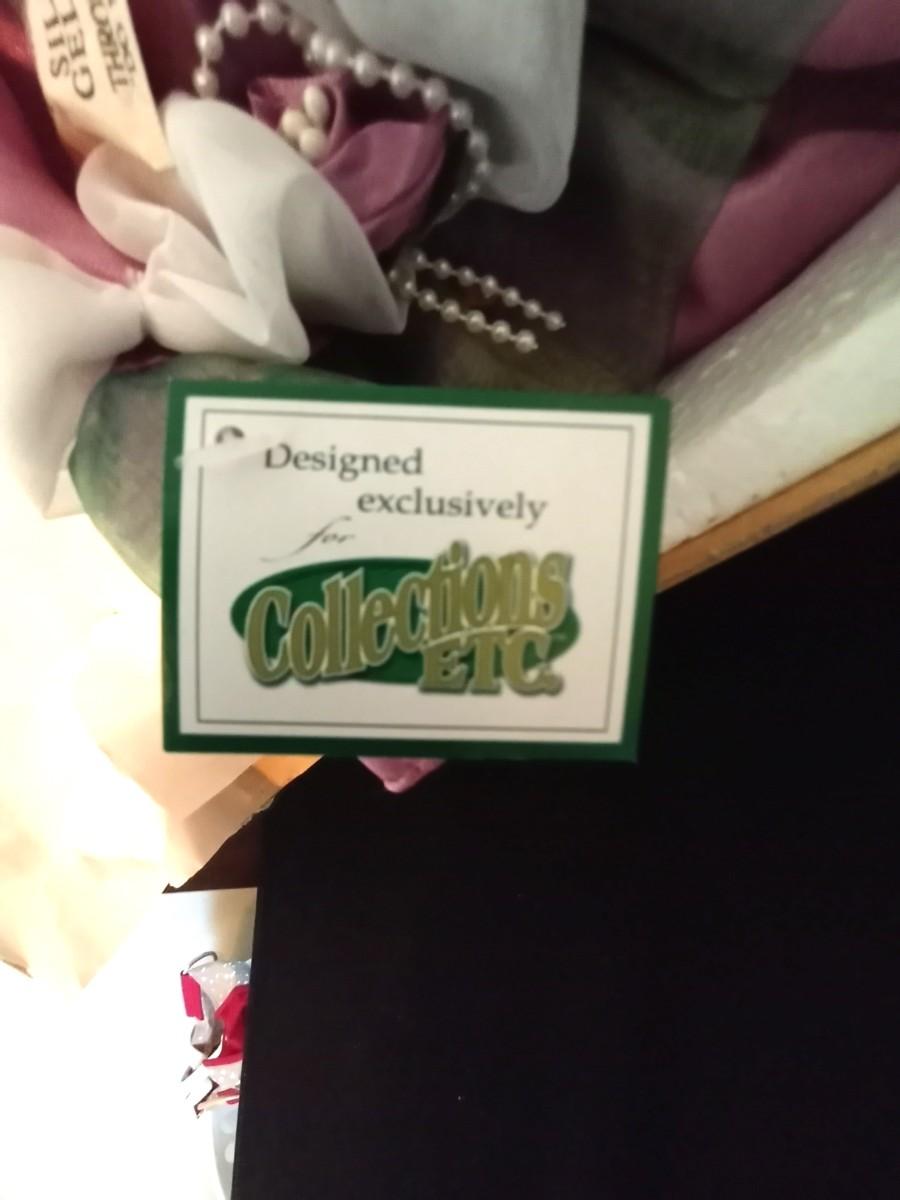 Designed
exclusively
for
Collections
ETC.